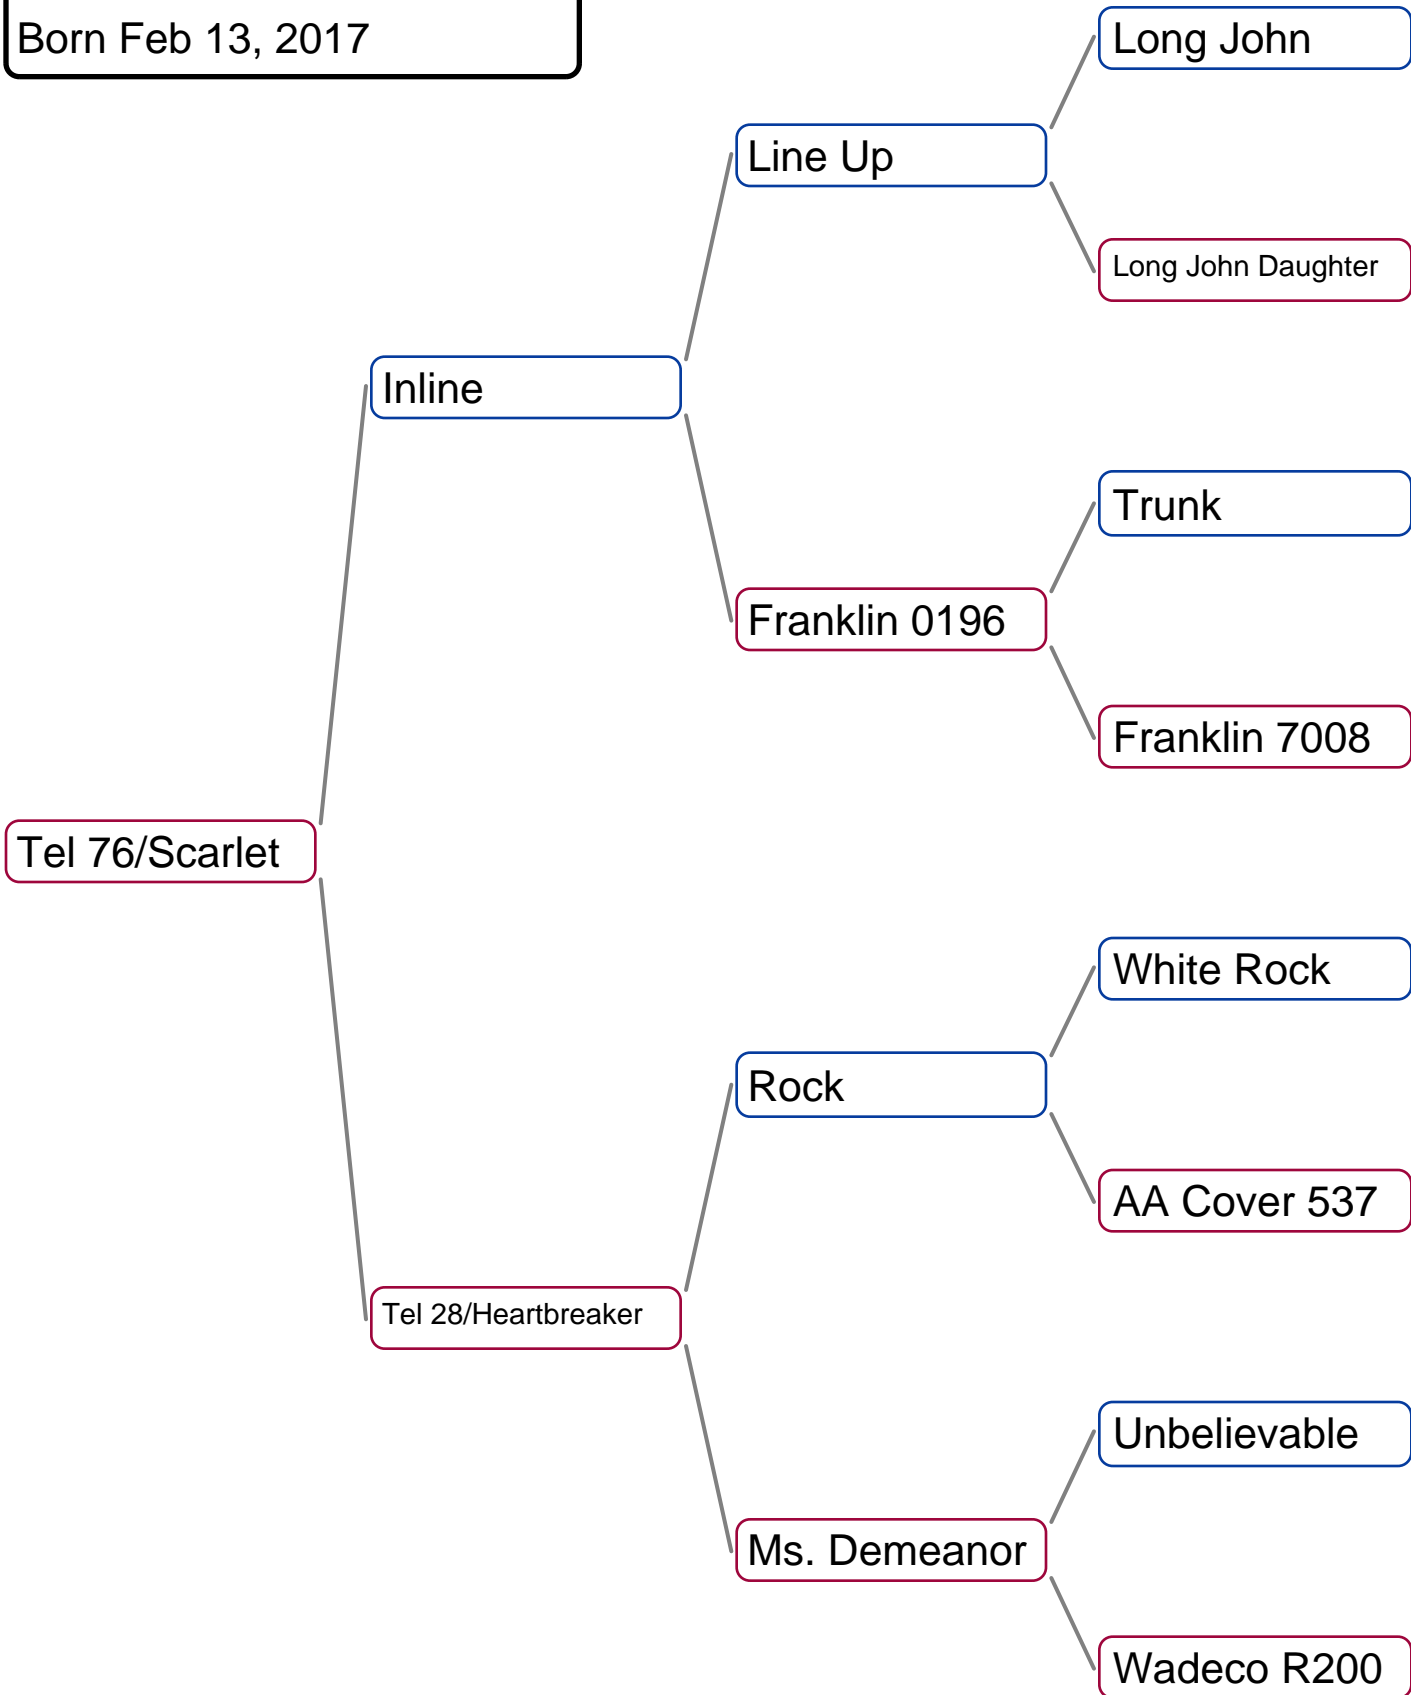 Born Feb 13, 2017
Long John
Line Up
Long John Daughter
Inline
Trunk
Franklin 0196
Franklin 7008
Tel 76/Scarlet
White Rock
Rock
AA Cover 537
Tel 28/Heartbreaker
Unbelievable
Ms. Demeanor
Wadeco R200